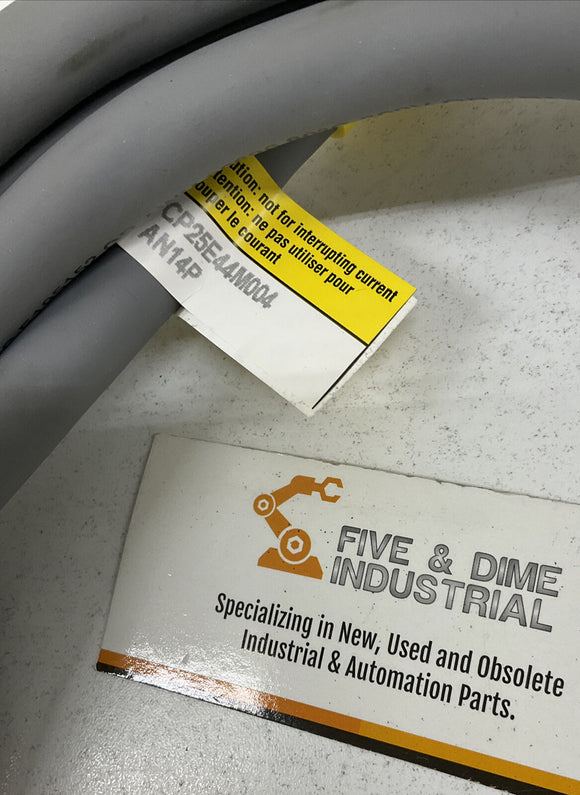 ution: not for interrupting current
tention: ne pas utiliser pour
ouper le courant
CP25E44M004
AN14P
FIVE & DIME
INDUSTRIAL
Specializing in New, Used and Obsolete
Industrial & Automation Parts.